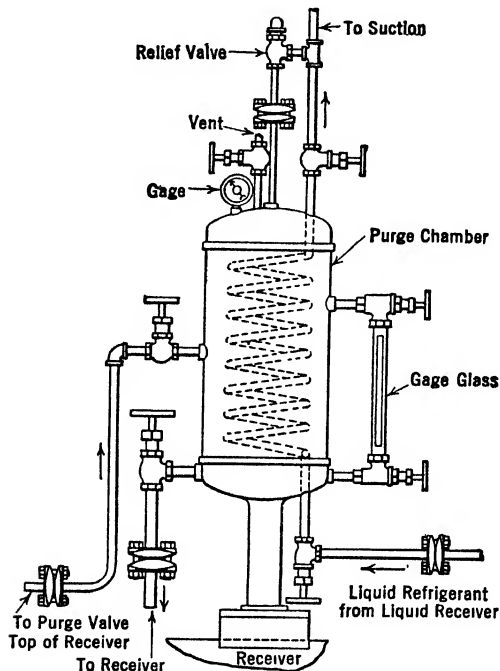 To Suction
Relief Valve
Vent
Gage
Purge Chamber
Gage Glass
Liquid Refrigerant
from Liquid Receiver
To Purge Valve
Top of Receiver
To Receiver
Receiver